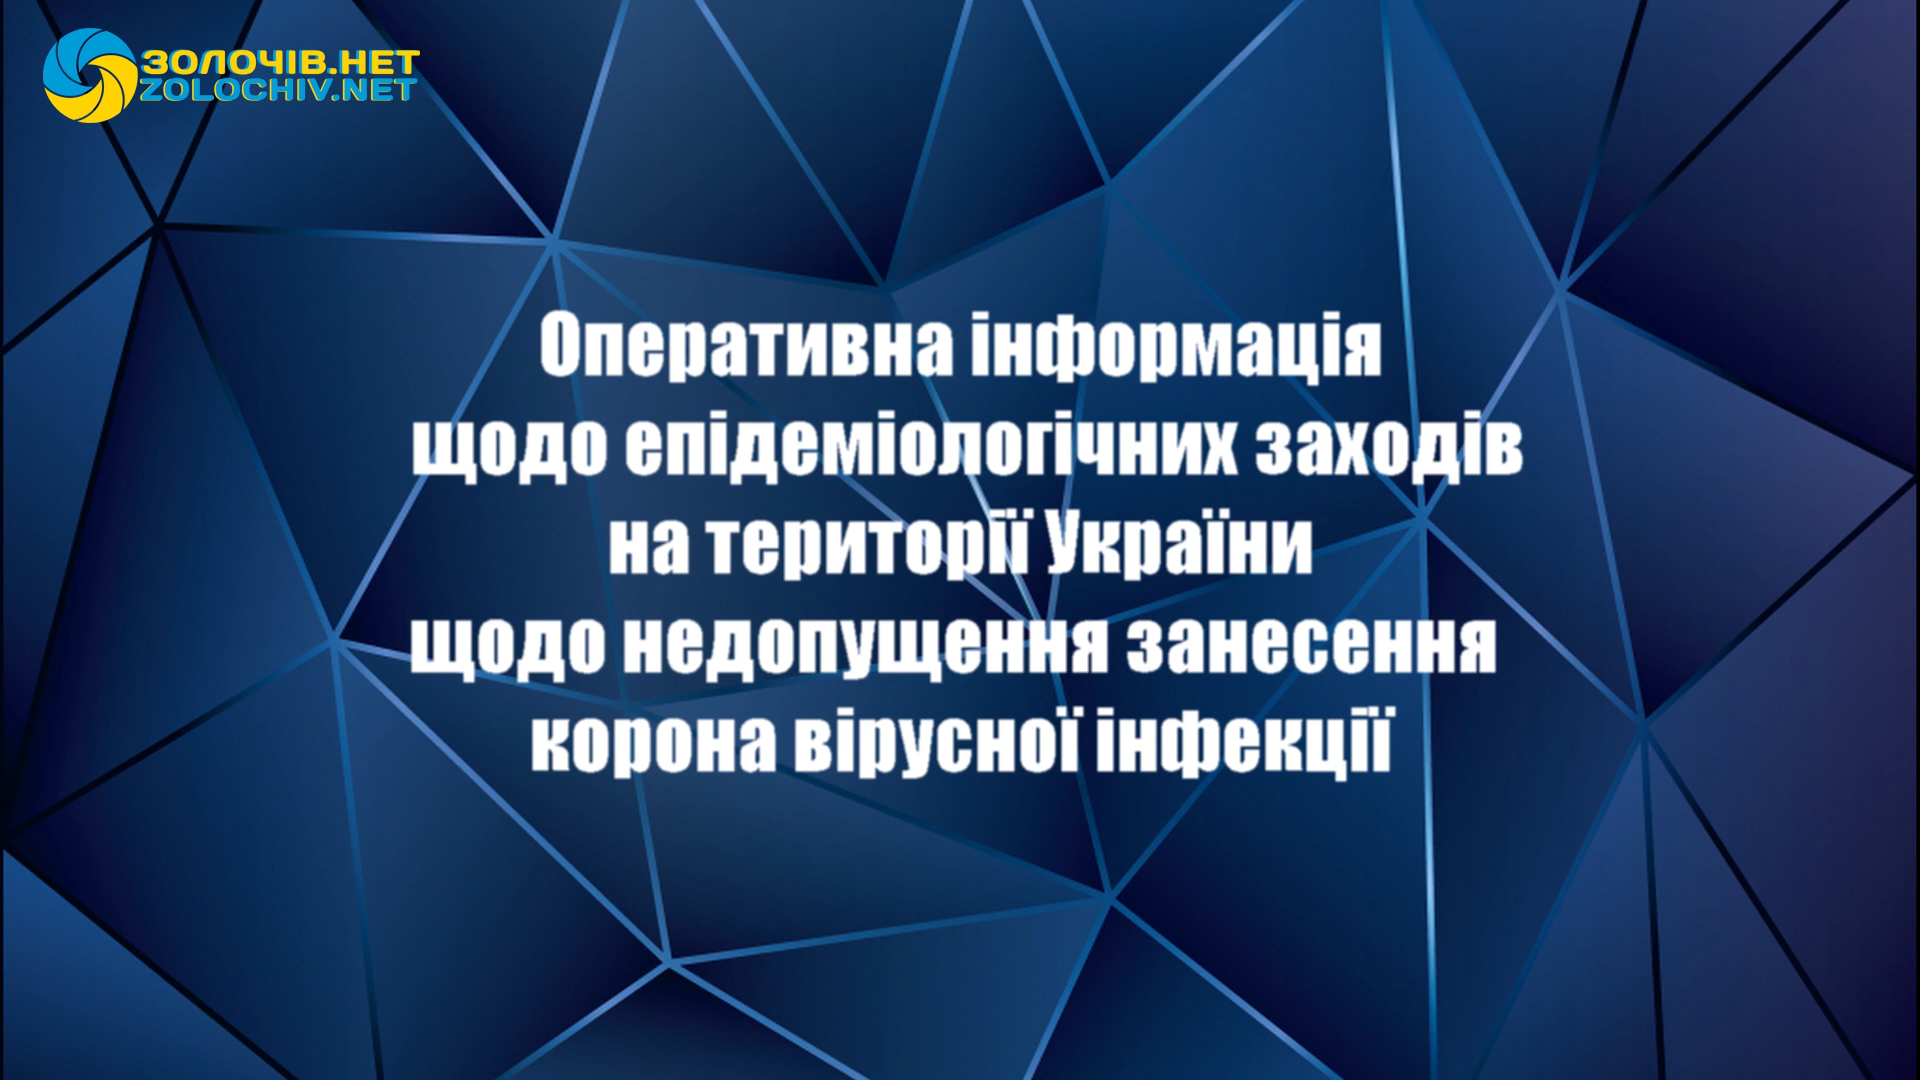 ЗОЛОЧІВ.НЕТ
ZOLOCHIV.NET
Оперативна інформація
щодо епідеміологічних заходів
на території України
щодо недопущення занесення
корона вірусної інфекції